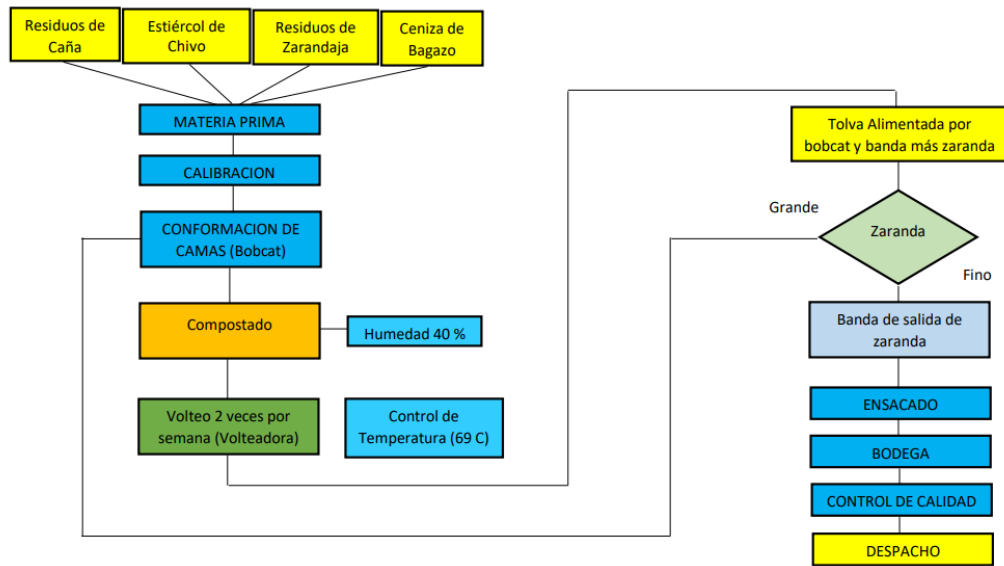 Residuos de
Caña
Estiércol de
Chivo
Residuos de
Zarandaja
Ceniza de
Bagazo
MATERIA PRIMA
CALIBRACION
CONFORMACION DE
CAMAS (Bobcat)
Compostado
Humedad 40 %
Volteo 2 veces por
semana (Volteadora)
Control de
Temperatura (69 C)
Tolva Alimentada por
bobcat y banda más zaranda
Grande
Zaranda
Fino
Banda de salida de
zaranda
ENSACADO
BODEGA
CONTROL DE CALIDAD
DESPACHO